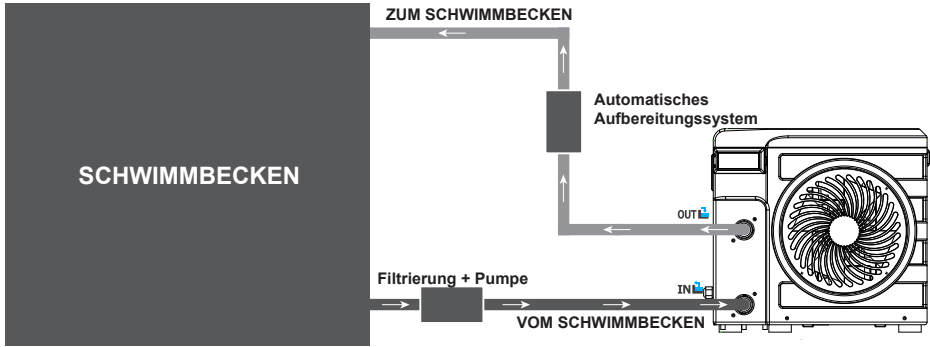 ZUM SCHWIMMBECKEN
Automatisches
Aufbereitungssystem
SCHWIMMBECKEN
OUT
Filtrierung + Pumpe
IN
VOM SCHWIMMBECKEN